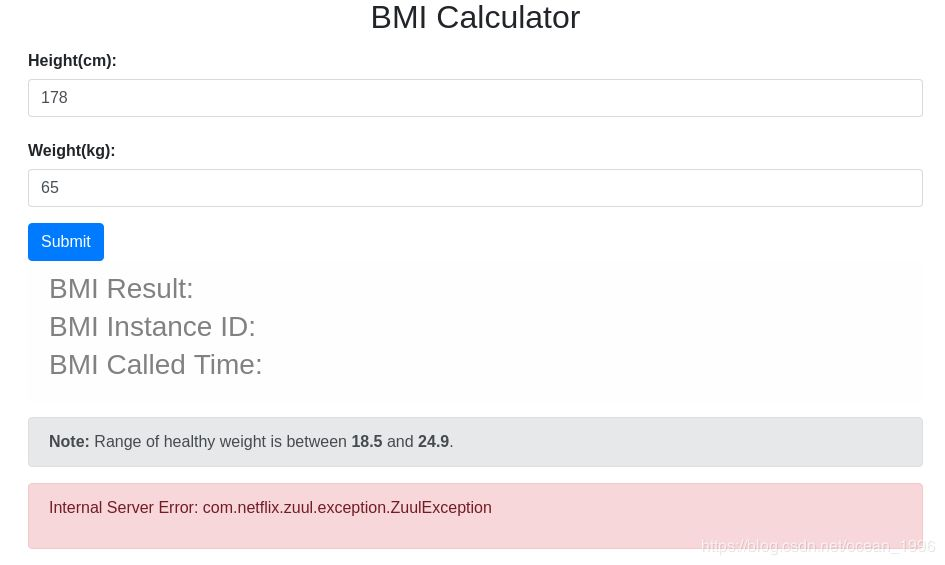 BMI Calculator
Height(cm):
178
Weight(kg):
65
Submit
BMI Result:
BMI Instance ID:
BMI Called Time:
Note: Range of healthy weight is between 18.5 and 24.9.
Internal Server Error: com.netflix.zuul.exception.ZuulException
https://blog.csdn.net/ocean_1996